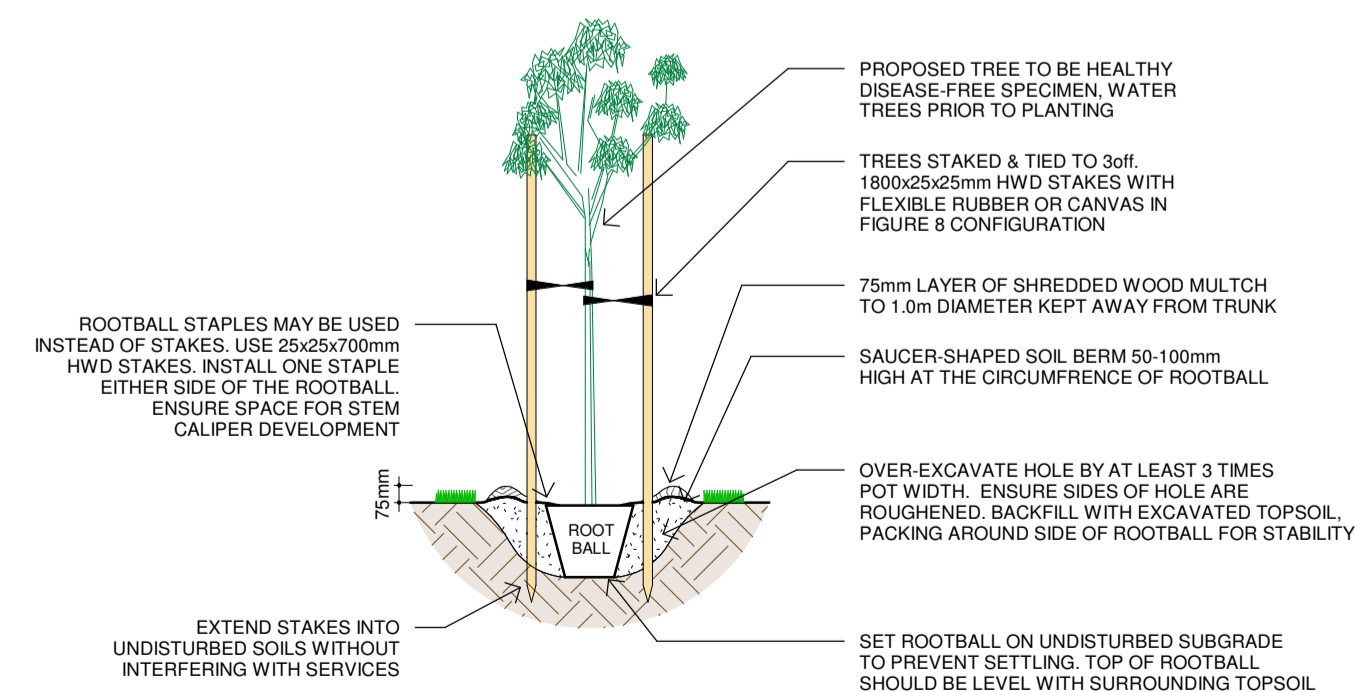 PROPOSED TREE TO BE HEALTHY
DISEASE-FREE SPECIMEN, WATER
TREES PRIOR TO PLANTING
TREES STAKED & TIED TO 3off.
1800x25x25mm HWD STAKES WITH
FLEXIBLE RUBBER OR CANVAS IN
FIGURE 8 CONFIGURATION
75mm LAYER OF SHREDDED WOOD MULTCH
TO 1.0m DIAMETER KEPT AWAY FROM TRUNK
SAUCER-SHAPED SOIL BERM 50-100mm
HIGH AT THE CIRCUMFRENCE OF ROOTBALL
OVER-EXCAVATE HOLE BY AT LEAST 3 TIMES
POT WIDTH. ENSURE SIDES OF HOLE ARE
ROUGHENED. BACKFILL WITH EXCAVATED TOPSOIL,
PACKING AROUND SIDE OF ROOTBALL FOR STABILITY
SET ROOTBALL ON UNDISTURBED SUBGRADE
TO PREVENT SETTLING. TOP OF ROOTBALL
SHOULD BE LEVEL WITH SURROUNDING TOPSOIL
ROOTBALL STAPLES MAY BE USED
INSTEAD OF STAKES. USE 25x25x700mm
HWD STAKES. INSTALL ONE STAPLE
EITHER SIDE OF THE ROOTBALL.
ENSURE SPACE FOR STEM
CALIPER DEVELOPMENT
75mm
ROOT
BALL
EXTEND STAKES INTO
UNDISTURBED SOILS WITHOUT
INTERFERING WITH SERVICES